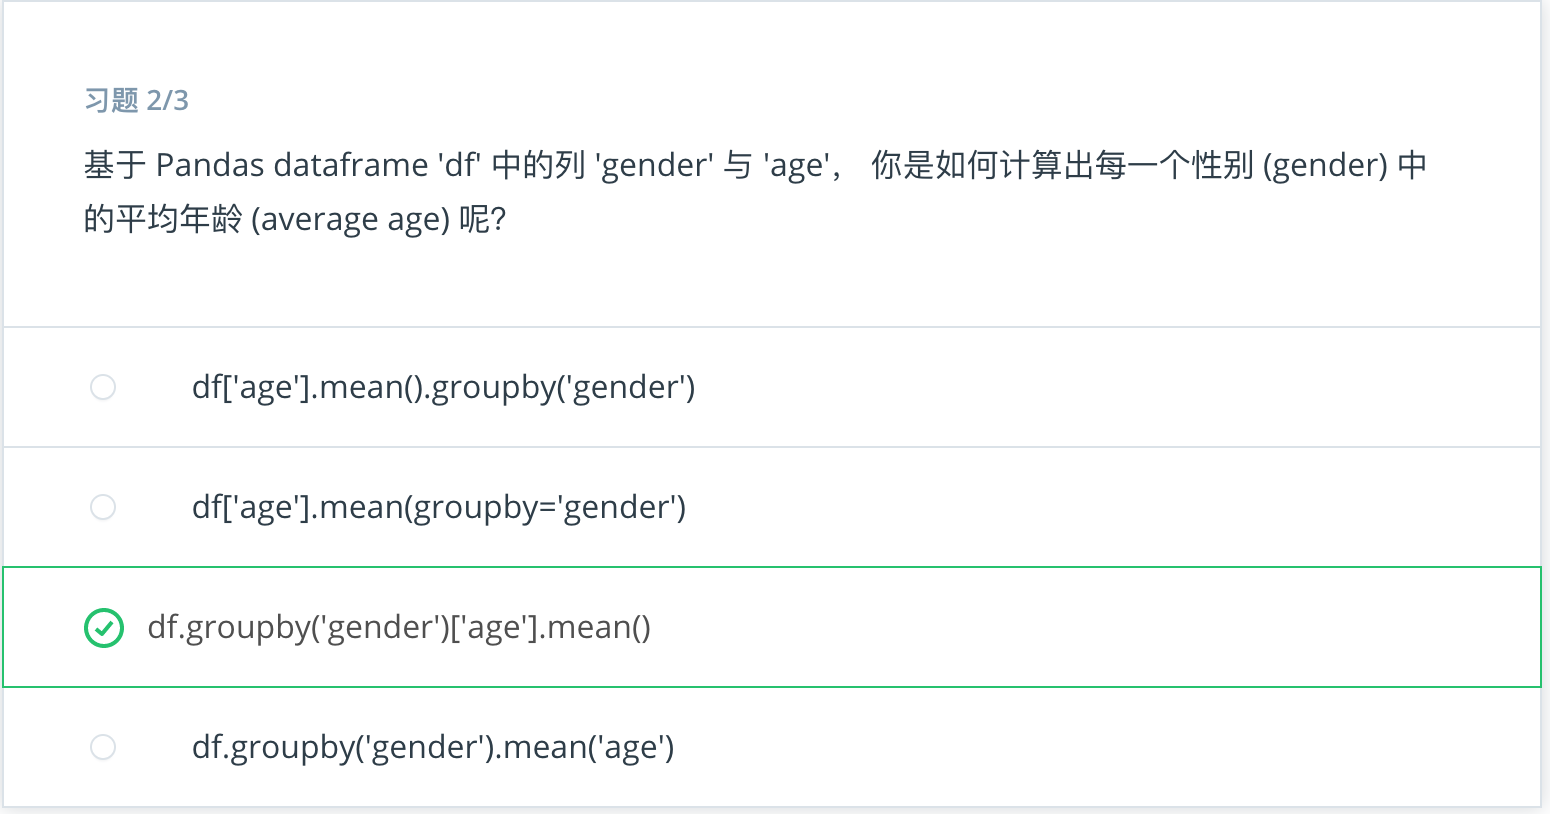 习题 2/3
基于 Pandas dataframe 'df' 中的列 'gender' 与 'age'， 你是如何计算出每一个性别 (gender) 中
的平均年龄 (average age) 呢?
df['age'].mean().groupby('gender')
df['age'].mean(groupby='gender')
df.groupby('gender')['age'].mean()
df.groupby('gender').mean('age')